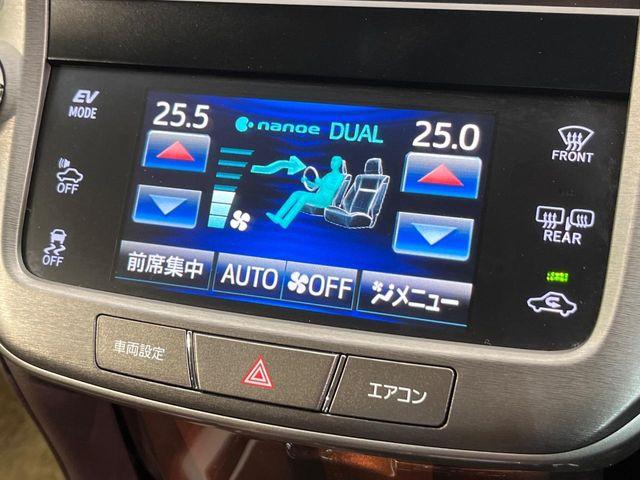 EV MODE
25.5
nanoe DUAL
25.0
FRONT
OFF
REAR
OFF
前席集中
AUTO
OFF
メニュー
車両設定
エアコン